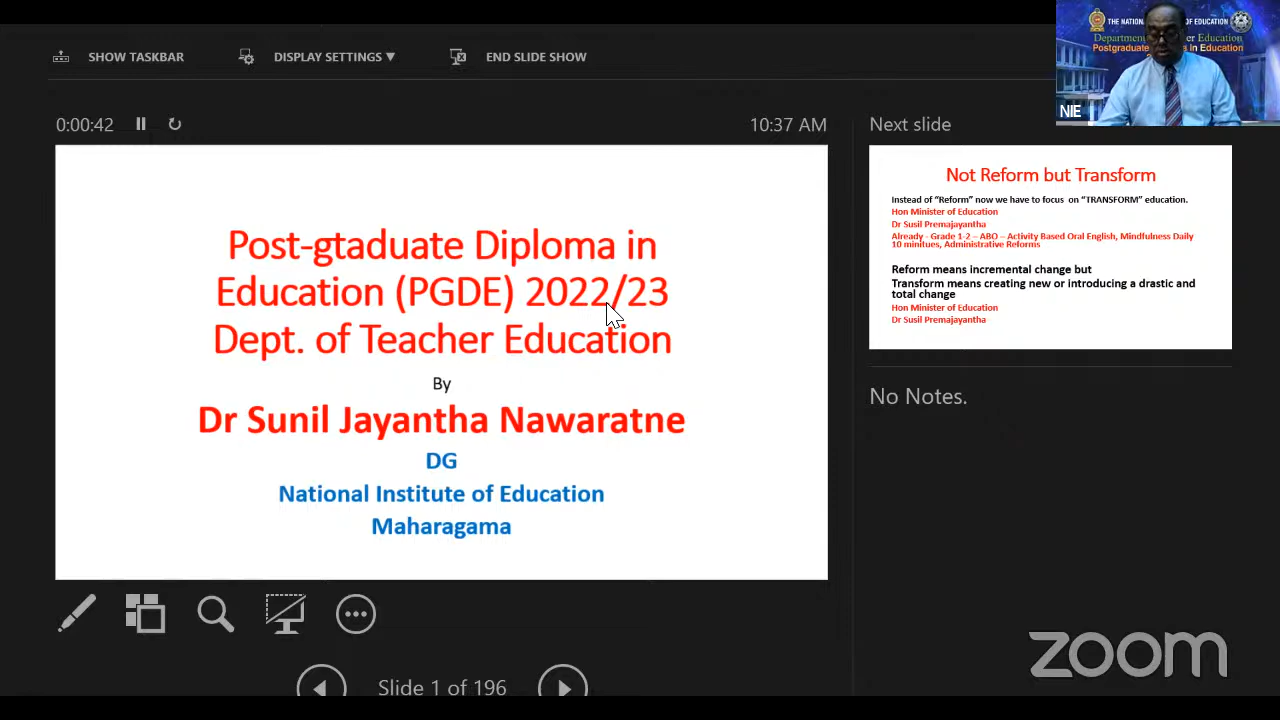 SHOW TASKBAR
DISPLAY SETTINGS ▼
END SLIDE SHOW
0:00:42
10:37 AM
Post-gtaduate Diploma in
Education (PGDE) 2022/23
Dept. of Teacher Education
By
Dr Sunil Jayantha Nawaratne
DG
National Institute of Education
Maharagama
Slide 1 of 196
THE NATION
OF EDUCATION
Department
Education
Postgraduate
in Education
NIE
Next slide
Not Reform but Transform
Instead of “Reform” now we have to focus on “TRANSFORM” education.
Hon Minister of Education
Dr Susil Premajayantha
Already - Grade 1-2 – ABO – Activity Based Oral English, Mindfulness Daily
10 minitues, Administrative Reforms
Reform means incremental change but
Transform means creating new or introducing a drastic and
total change
Hon Minister of Education
Dr Susil Premajayantha
No Notes.
zoom